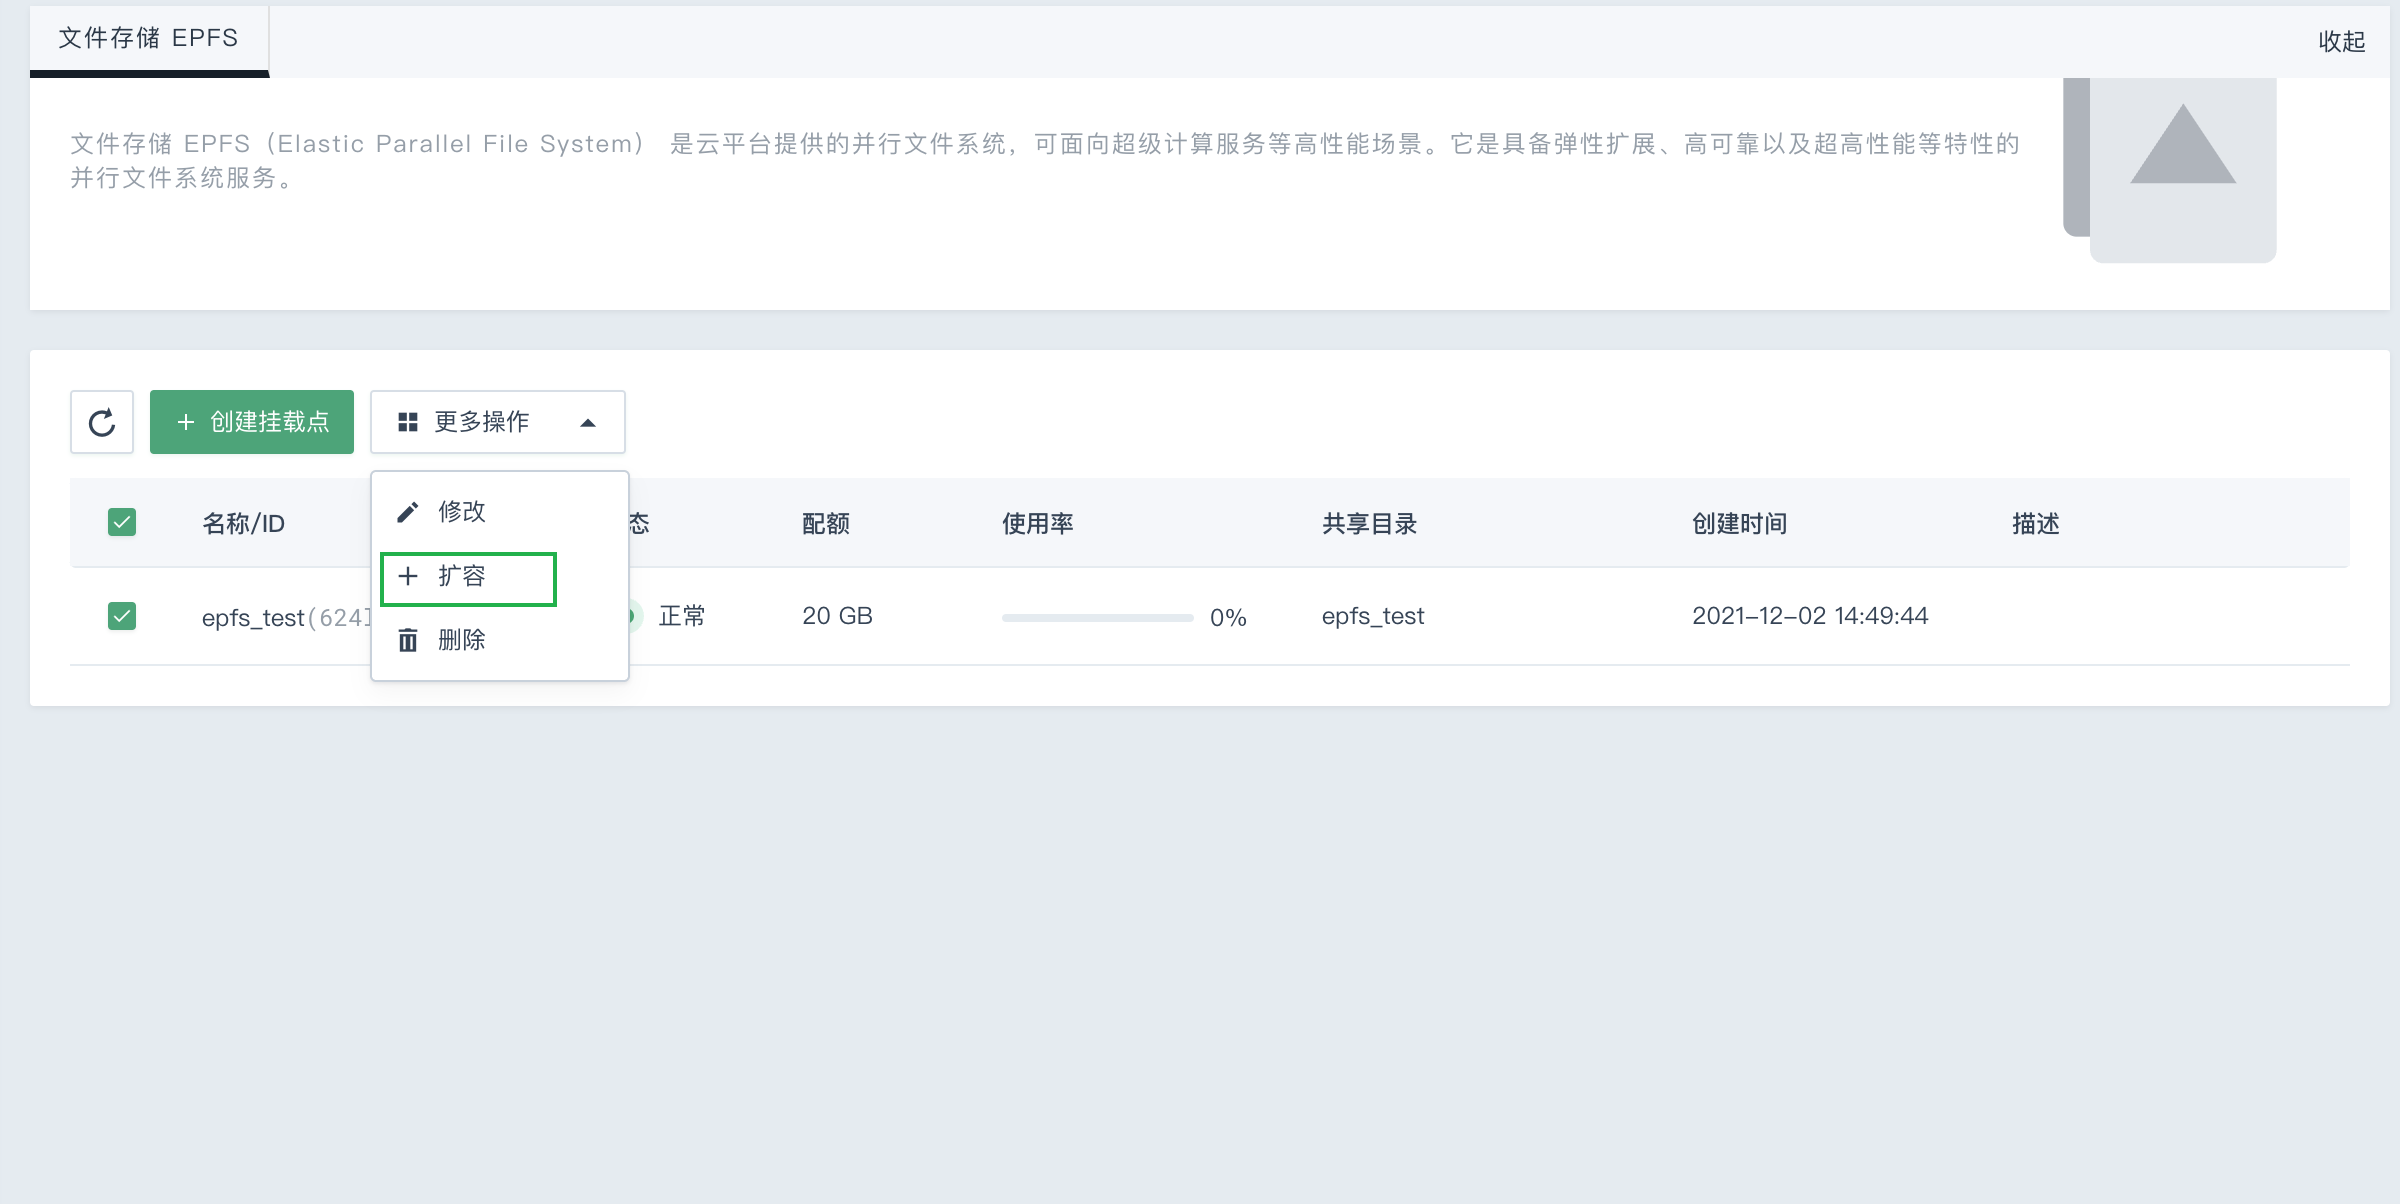 文件存储 EPFS
收起
文件存储 EPFS（Elastic Parallel File System） 是云平台提供的并行文件系统，可面向超级计算服务等高性能场景。它是具备弹性扩展、高可靠以及超高性能等特性的
并行文件系统服务。
创建挂载点
更多操作
名称/ID
态
配额
使用率
共享目录
创建时间
描述
修改
扩容
删除
epfs_test(624
正常
20 GB
0%
epfs_test
2021-12-02 14:49:44